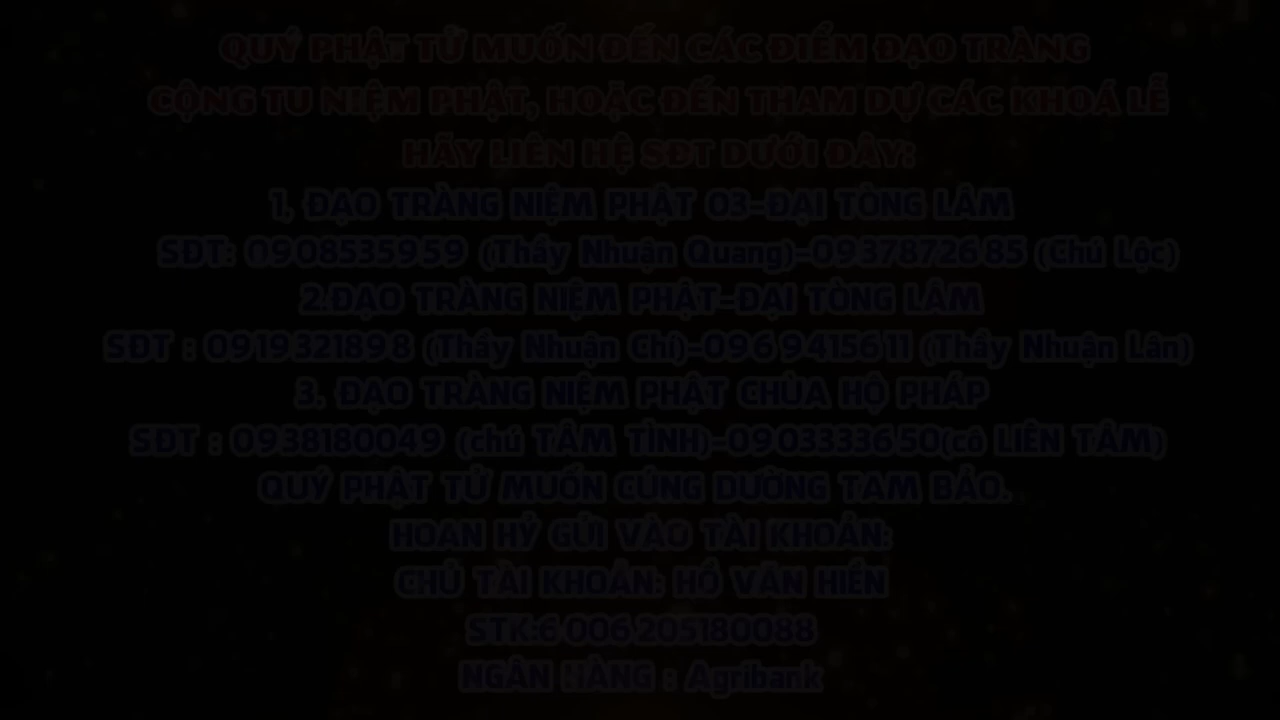 QUÝ PHẬT TỬ MUỐN ĐẾN CÁC ĐIỂM ĐẠO TRÀNG
CỘNG TU NIỆM PHẬT, HOẶC ĐẾN THAM DỰ CÁC KHOÁ LỄ
HÃY LIÊN HỆ SĐT DƯỚI ĐÂY:
1. ĐẠO TRÀNG NIỆM PHẬT 03-ĐẠI TÒNG LÂM
SĐT: 0908535959 (Thầy Nhuận Quang)-0937872685 (Chú Lộc)
2.ĐẠO TRÀNG NIỆM PHẬT-ĐẠI TÒNG LÂM
SĐT : 0919321898 (Thầy Nhuận Chí)-0969415611 (Thầy Nhuận Lân)
3. ĐẠO TRÀNG NIỆM PHẬT CHÙA HỘ PHÁP
SĐT : 0938180049 (chú TÂM TỊNH)-0903333650(cô LIÊN TÂM)
QUÝ PHẬT TỬ MUỐN CÚNG DƯỜNG TAM BẢO.
HOAN HỶ GỬI VÀO TÀI KHOẢN:
CHỦ TÀI KHOẢN: HỒ VĂN HIẾN
STK:6006205180088
NGÂN HÀNG : Agribank